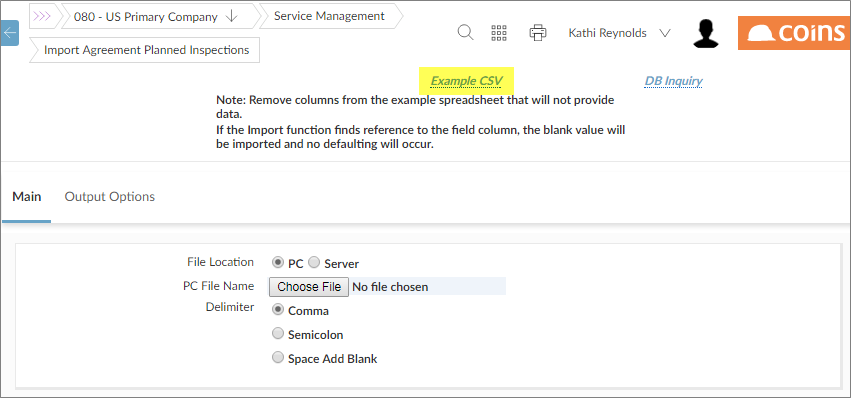 080 - US Primary Company
Service Management
Import Agreement Planned Inspections
Kathi Reynolds
coins
Example CSV
DB Inquiry
Note: Remove columns from the example spreadsheet that will not provide
data.
If the Import function finds reference to the field column, the blank value will
be imported and no defaulting will occur.
Main
Output Options
File Location
PC
Server
PC File Name
Choose File
No file chosen
Delimiter
Comma
Semicolon
Space Add Blank